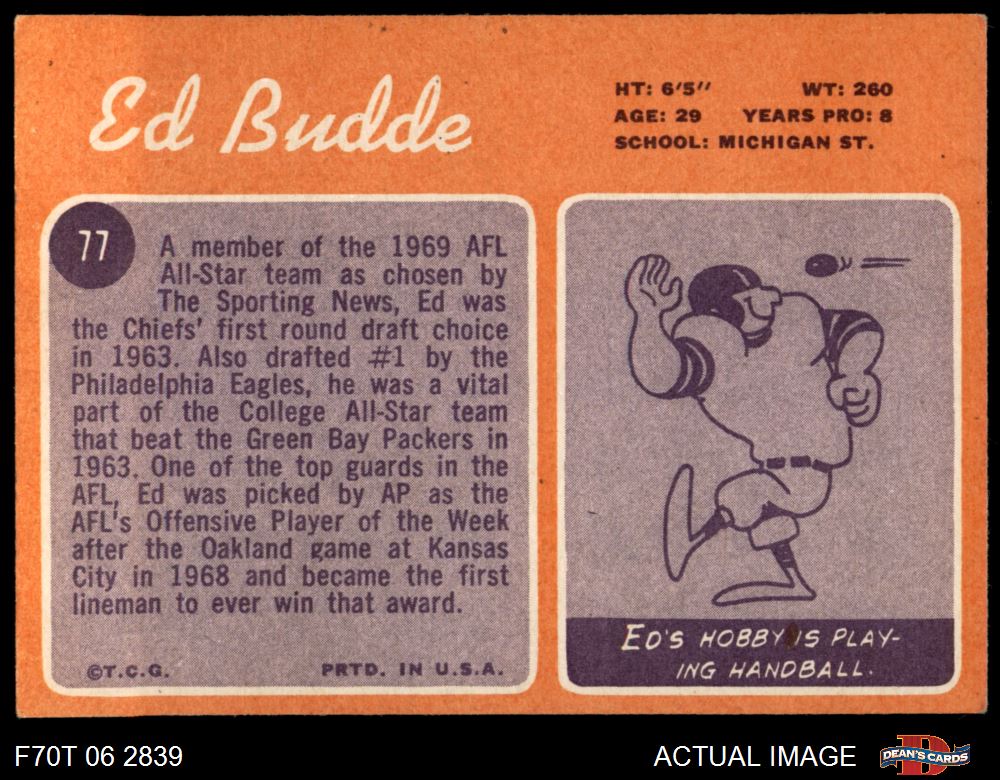 Ed Budde
HT: 6'5'' WT: 260
AGE: 29 YEARS PRO: 8
SCHOOL: MICHIGAN ST.
77
A member of the 1969 AFL
All-Star team as chosen by
The Sporting News, Ed was
the Chiefs' first round draft choice
in 1963. Also drafted #1 by the
Philadelphia Eagles, he was a vital
part of the College All-Star team
that beat the Green Bay Packers in
1963. One of the top guards in the
AFL, Ed was picked by AP as the
AFL's Offensive Player of the Week
after the Oakland game at Kansas
City in 1968 and became the first
lineman to ever win that award.
©T.C.G. PRTD. IN U.S.A.
ED'S HOBBY IS PLAY-
ING HANDBALL.
F70T 06 2839
ACTUAL IMAGE
D
DEAN'S CARDS